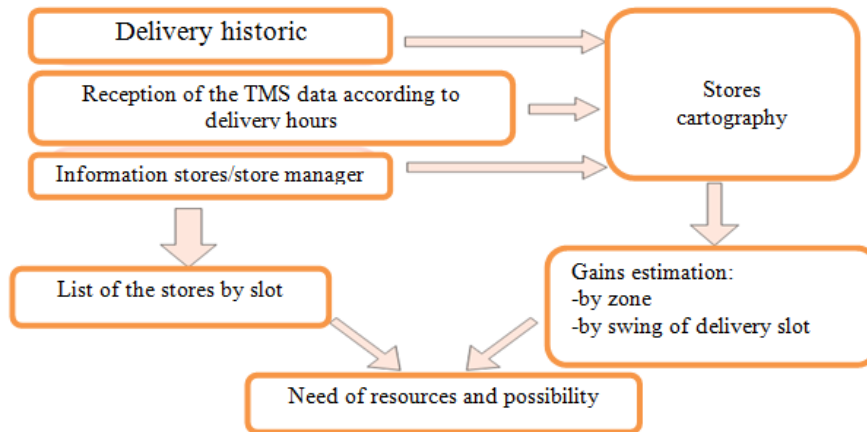 Delivery historic
Reception of the TMS data according to
delivery hours
Information stores/store manager
Stores
cartography
List of the stores by slot
Gains estimation:
-by zone
-by swing of delivery slot
Need of resources and possibility